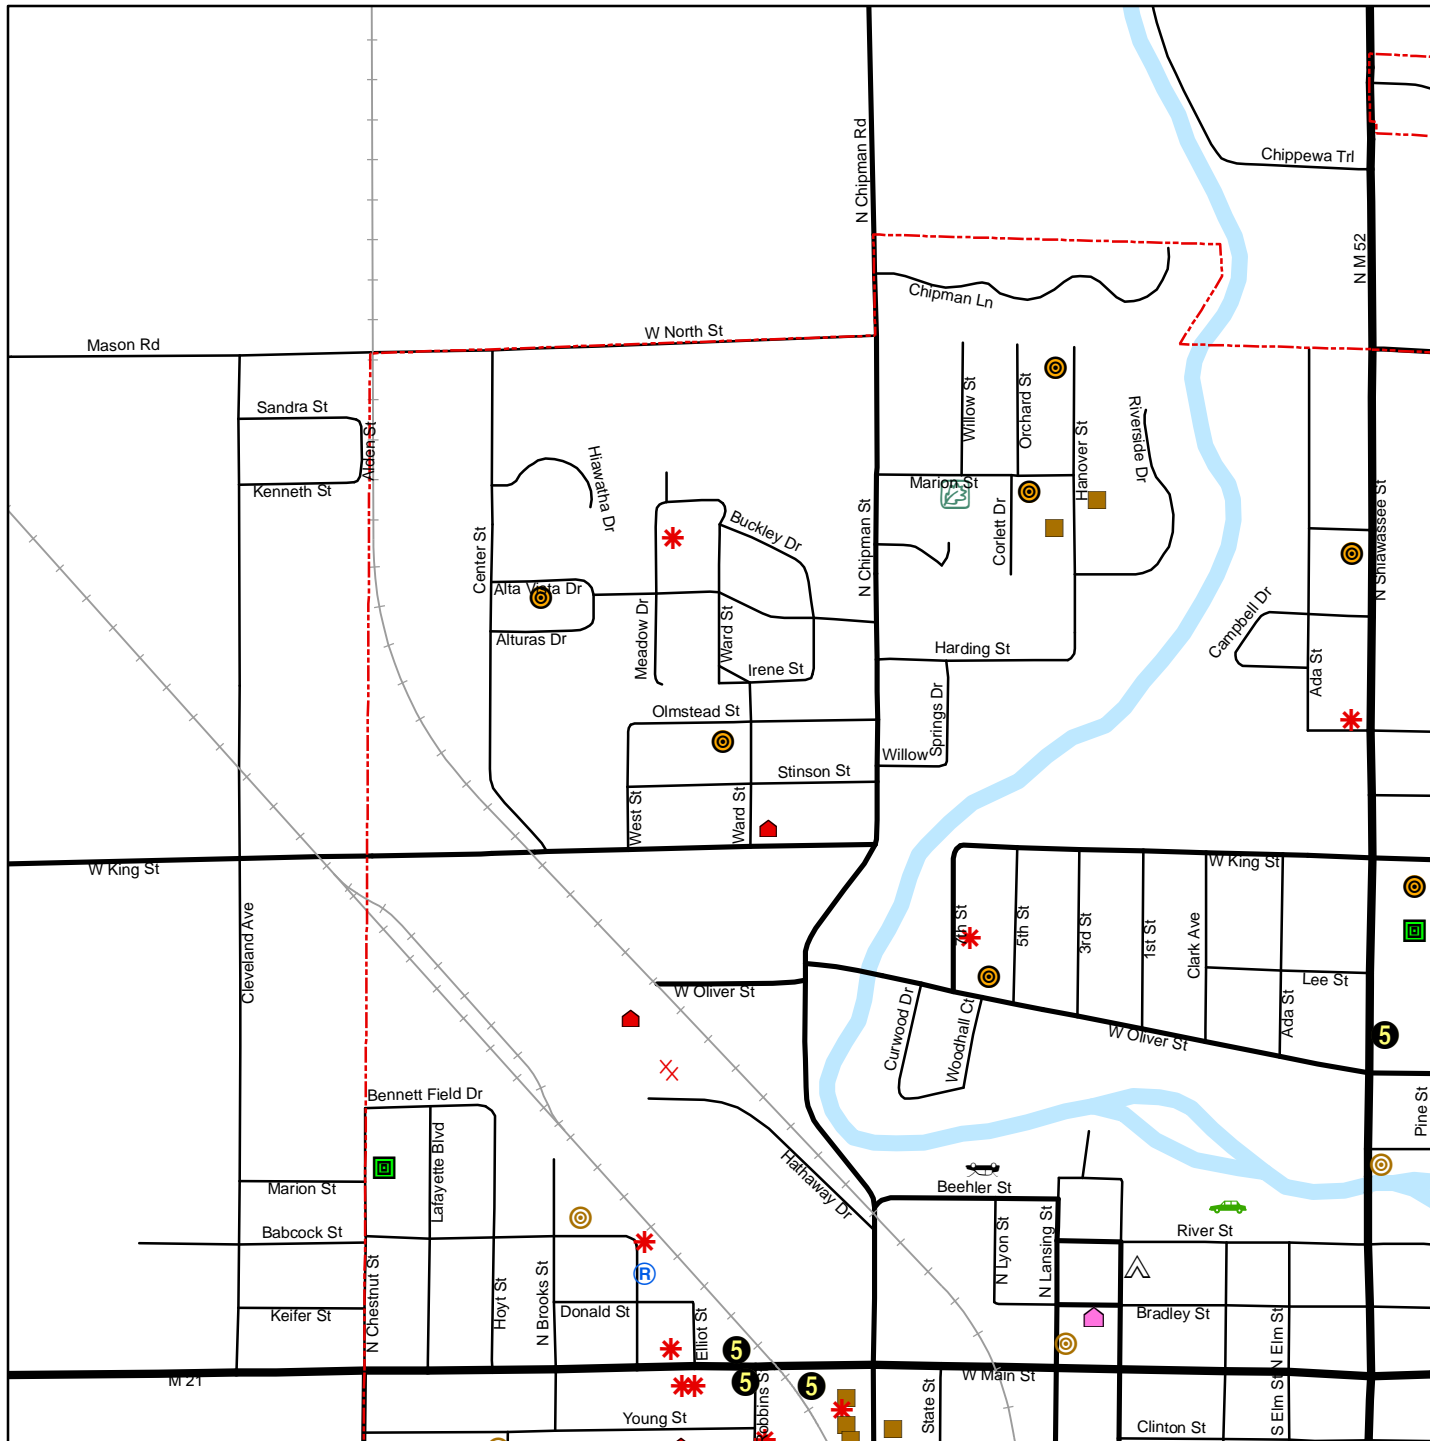 N Chipman Rd
Chippewa Trl
N M 52
Chipman Ln
Mason Rd
W North St
Sandra St
Alden St
Kenneth St
Hiawatha Dr
Willow St
Orchard St
Hanover St
Riverside Dr
Marion St
Corlett Dr
N Shiawassee St
Buckley Dr
N Chipman St
Center St
Alta Vista Dr
Alturas Dr
Meadow Dr
Ward St
Irene St
Harding St
Campbell Dr
Ada St
Olmstead St
Willow
Springs Dr
Stinson St
West St
Ward St
W King St
W King St
Cleveland Ave
7th St
5th St
3rd St
1st St
Clark Ave
Lee St
Ada St
W Oliver St
W Oliver St
Curwood Dr
Woodhall Ct
5
Pine St
Bennett Field Dr
Lafayette Blvd
Hathaway Dr
Beehler St
Marion St
Babcock St
River St
N Lyon St
N Lansing St
R
Keifer St
N Chestnut St
Hoyt St
N Brooks St
Donald St
Elliot St
Bradley St
N Elm St
5
M 21
W Main St
5
5
Robbins St
State St
S Elm St
Young St
Clinton St